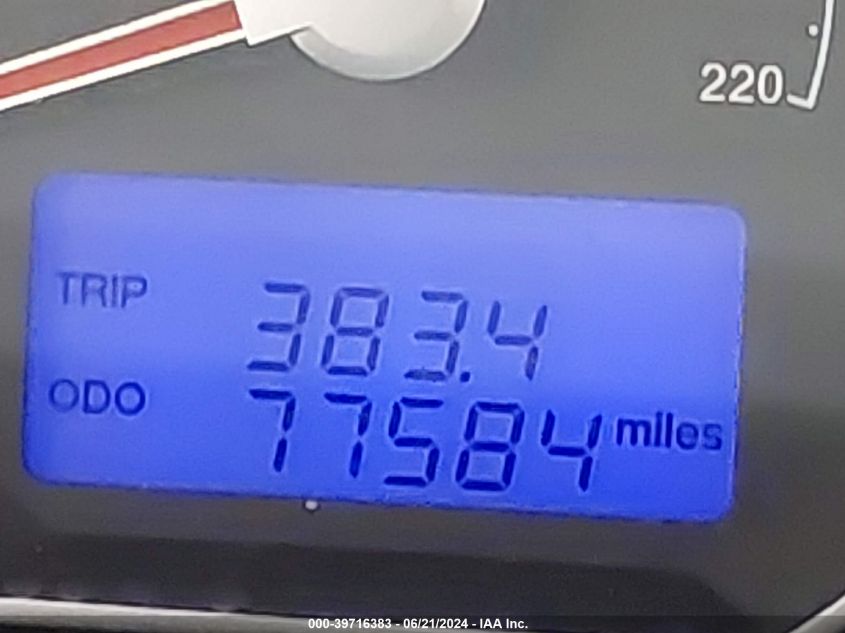 220
TRIP 383.4
ODO 77584 miles
000-39716383 - 06/21/2024 - IAA Inc.